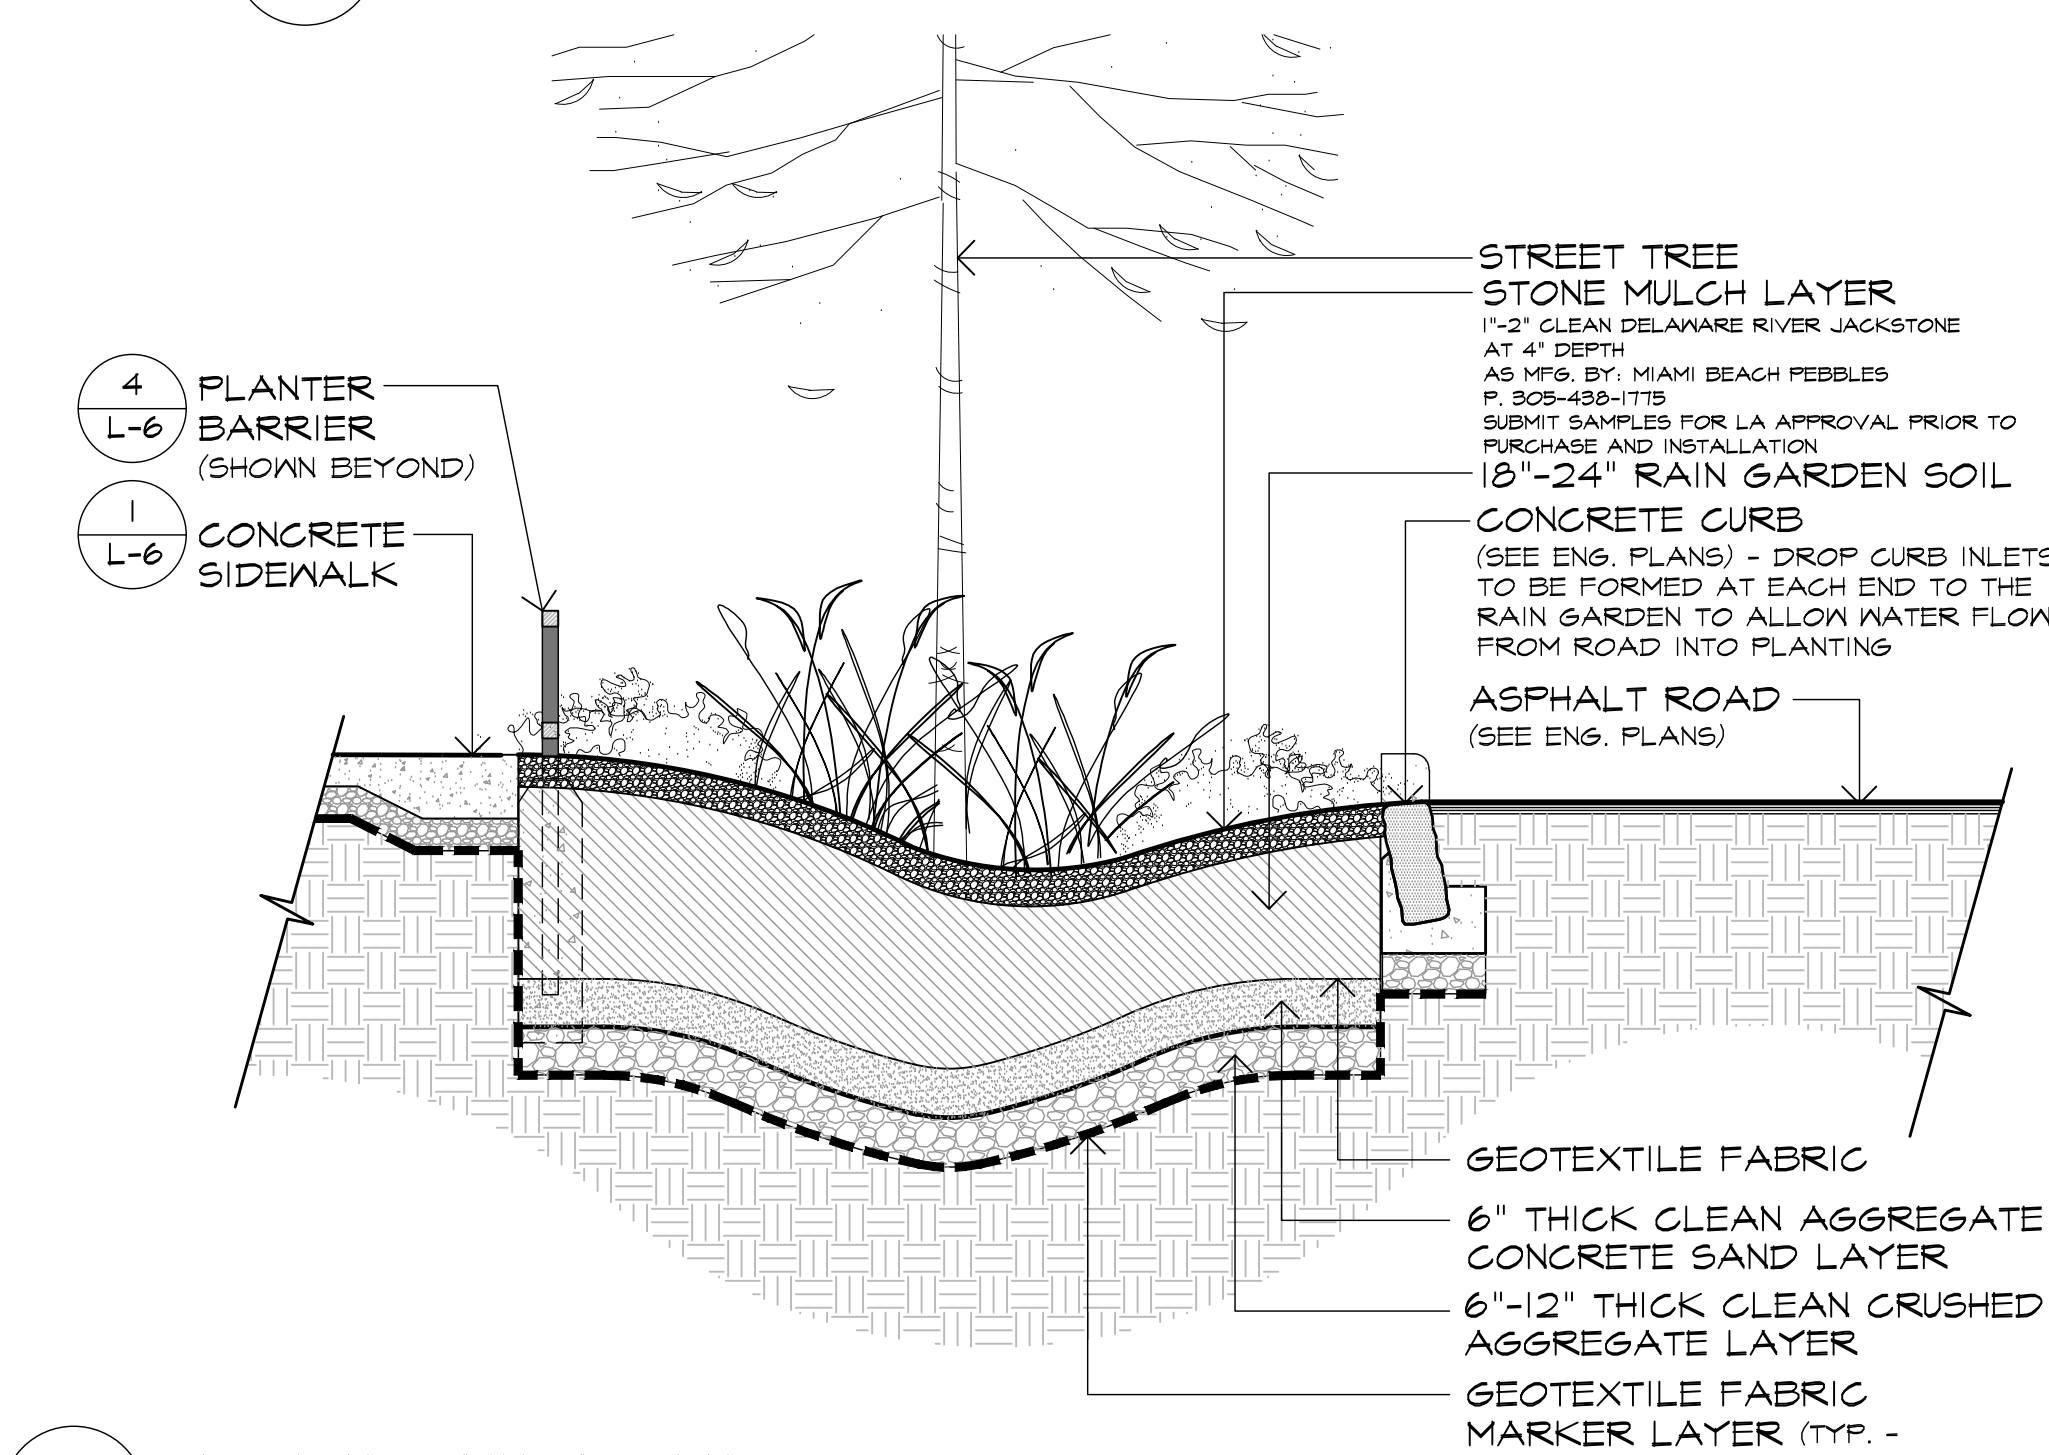 4
L-6
PLANTER
BARRIER
(SHOWN BEYOND)
1
L-6
CONCRETE
SIDEWALK
STREET TREE
STONE MULCH LAYER
1"-2" CLEAN DELAWARE RIVER JACKSTONE
AT 4" DEPTH
AS MFG. BY: MIAMI BEACH PEBBLES
P. 305-438-1775
SUBMIT SAMPLES FOR LA APPROVAL PRIOR TO
PURCHASE AND INSTALLATION
18"-24" RAIN GARDEN SOIL
CONCRETE CURB
(SEE ENG. PLANS) - DROP CURB INLETS
TO BE FORMED AT EACH END TO THE
RAIN GARDEN TO ALLOW WATER FLOW
FROM ROAD INTO PLANTING
ASPHALT ROAD
(SEE ENG. PLANS)
GEOTEXTILE FABRIC
6" THICK CLEAN AGGREGATE
CONCRETE SAND LAYER
6"-12" THICK CLEAN CRUSHED
AGGREGATE LAYER
GEOTEXTILE FABRIC
MARKER LAYER (TYP. -